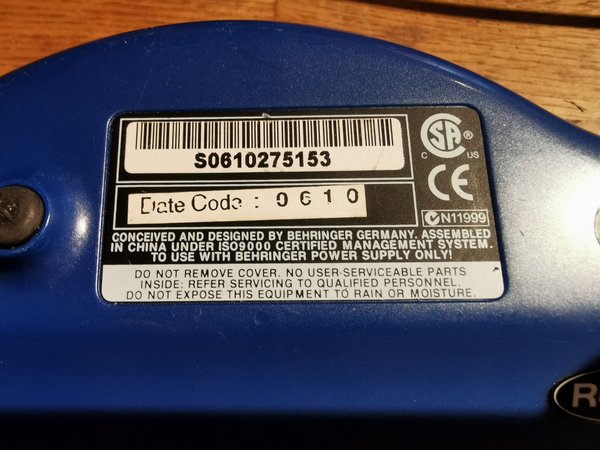 S0610275153
Date Code : 0610
CSA ®
C US
CE
N11999
CONCEIVED AND DESIGNED BY BEHRINGER GERMANY. ASSEMBLED
IN CHINA UNDER ISO9000 CERTIFIED MANAGEMENT SYSTEM.
TO USE WITH BEHRINGER POWER SUPPLY ONLY!
DO NOT REMOVE COVER. NO USER-SERVICEABLE PARTS
INSIDE: REFER SERVICING TO QUALIFIED PERSONNEL.
DO NOT EXPOSE THIS EQUIPMENT TO RAIN OR MOISTURE.